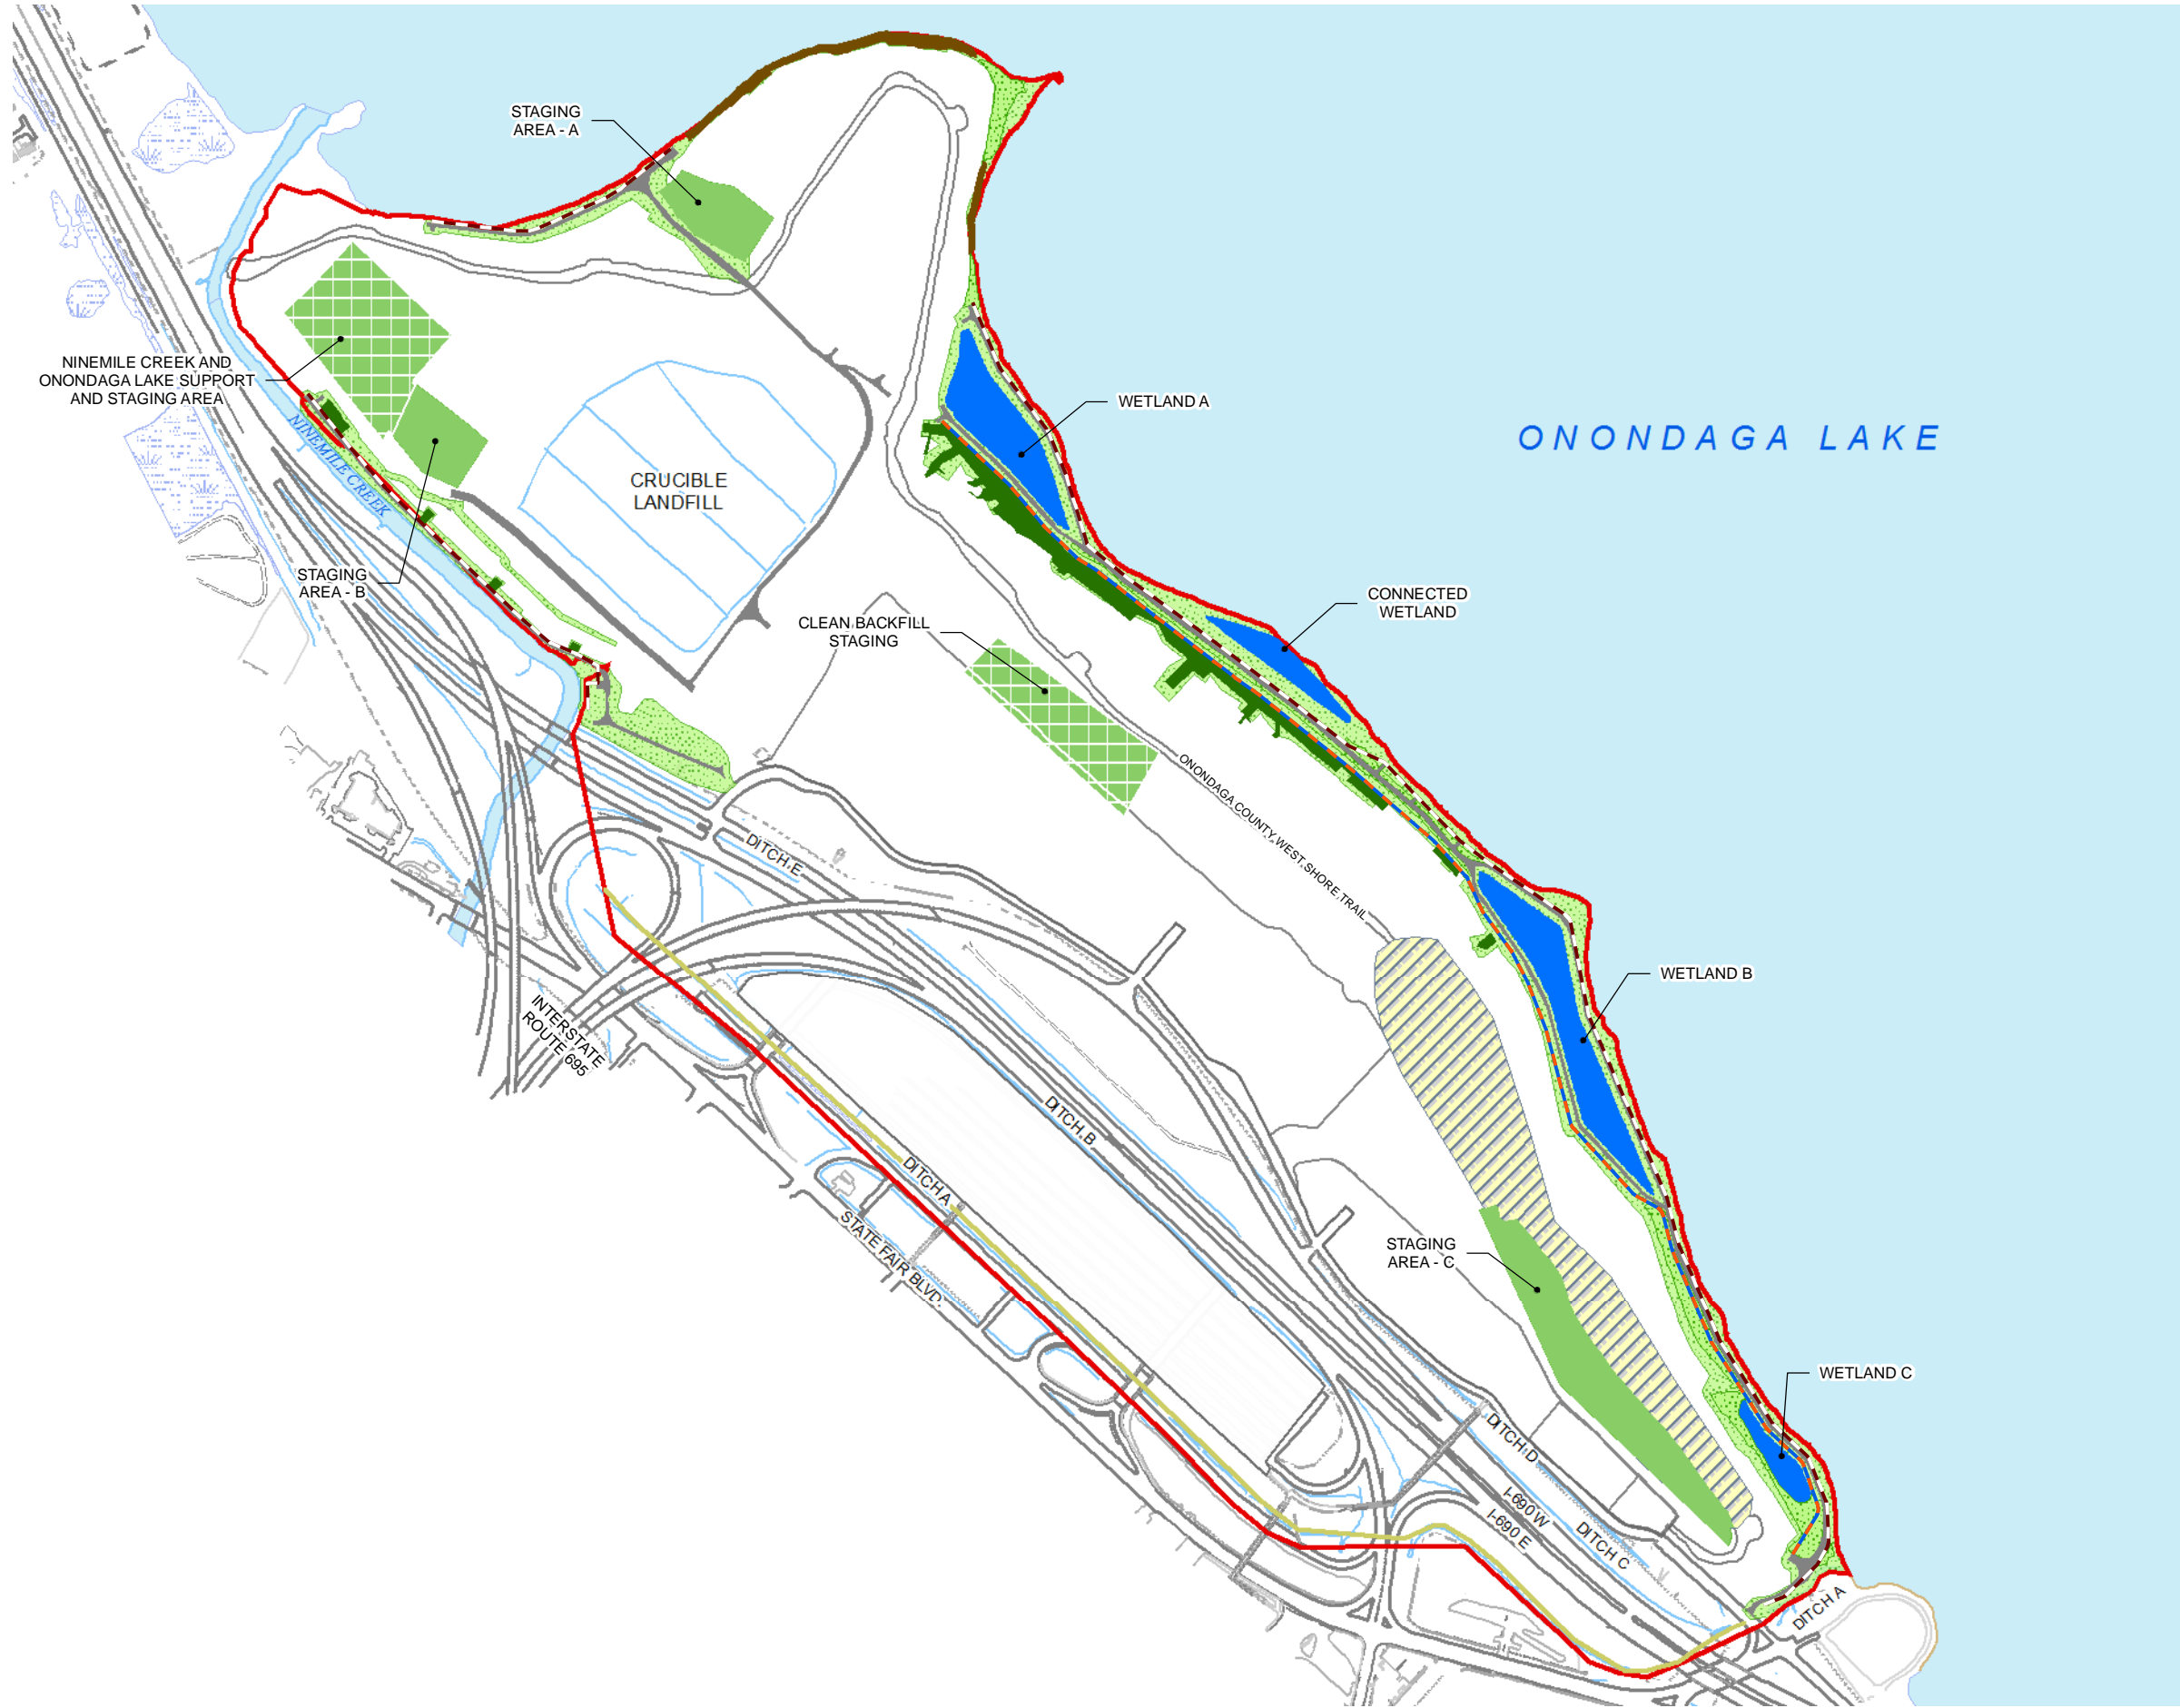 STAGING
AREA - A
NINEMILE CREEK AND
ONONDAGA LAKE SUPPORT
AND STAGING AREA
WETLAND A
ONONDAGA LAKE
NINEMILE CREEK
CRUCIBLE
LANDFILL
STAGING
AREA - B
CONNECTED
WETLAND
CLEAN BACKFILL
STAGING
ONONDAGA COUNTY WEST SHORE TRAIL
DITCH E
WETLAND B
INTERSTATE
ROUTE 695
DITCH B
DITCH A
STATE FAIR BLVD.
STAGING
AREA - C
WETLAND C
DITCH D
I-690 W
I-690 E
DITCH C
DITCH A